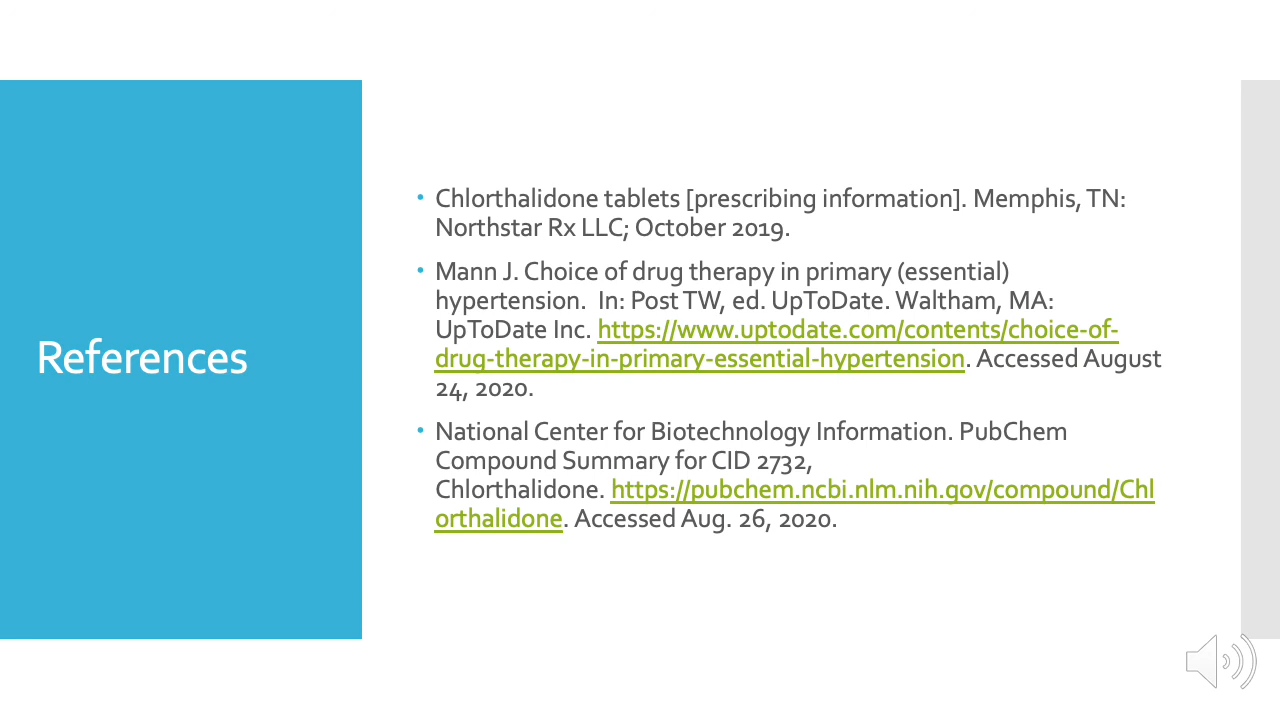 References
• Chlorthalidone tablets [prescribing information]. Memphis, TN:
Northstar Rx LLC; October 2019.
• Mann J. Choice of drug therapy in primary (essential)
hypertension.  In: Post TW, ed. UpToDate. Waltham, MA:
UpToDate Inc. https://www.uptodate.com/contents/choice-of-
drug-therapy-in-primary-essential-hypertension. Accessed August
24, 2020.
• National Center for Biotechnology Information. PubChem
Compound Summary for CID 2732,
Chlorthalidone. https://pubchem.ncbi.nlm.nih.gov/compound/Chl
orthalidone. Accessed Aug. 26, 2020.